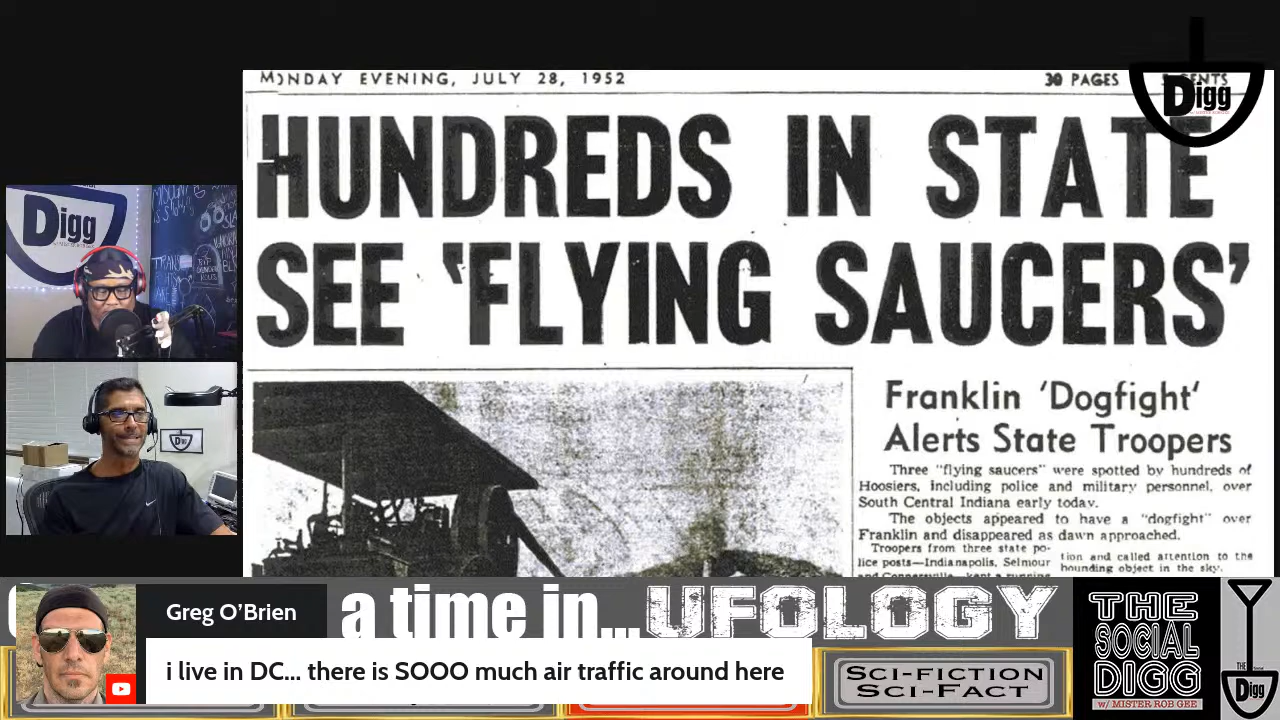 MONDAY EVENING, JULY 28, 1952
30 PAGES
CENTS
Digg
HUNDREDS IN STATE
SEE 'FLYING SAUCERS'
Franklin 'Dogfight'
Alerts State Troopers
Three "flying saucers" were spotted by hundreds of
Hoosiers, including police and military personnel, over
South Central Indiana early today.
The objects appeared to have a "dogfight" over
Franklin and disappeared as dawn approached.
Troopers from three state po-
lice posts—Indianapolis, Selmour
tion and called attention to the
hounding object in the sky.
Digg
Digg
Greg O'Brien
i live in DC... there is SOOO much air traffic around here
a time in... UFOLOGY
SCI-FICTION
SCI-FACT
THE
SOCIAL
DIGG
w/ MISTER ROB GEE
THE
Digg